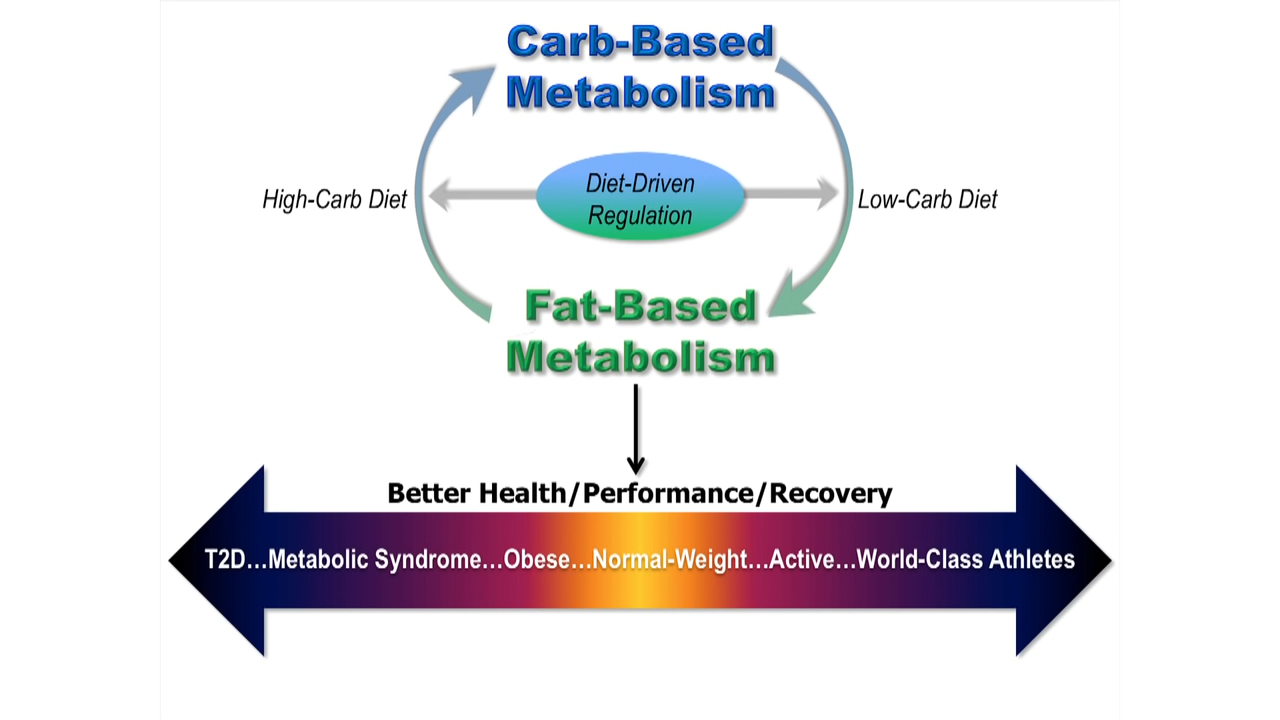 Carb-Based
Metabolism
High-Carb Diet
Diet-Driven
Regulation
Low-Carb Diet
Fat-Based
Metabolism
Better Health/Performance/Recovery
T2D...Metabolic Syndrome...Obese...Normal-Weight...Active...World-Class Athletes